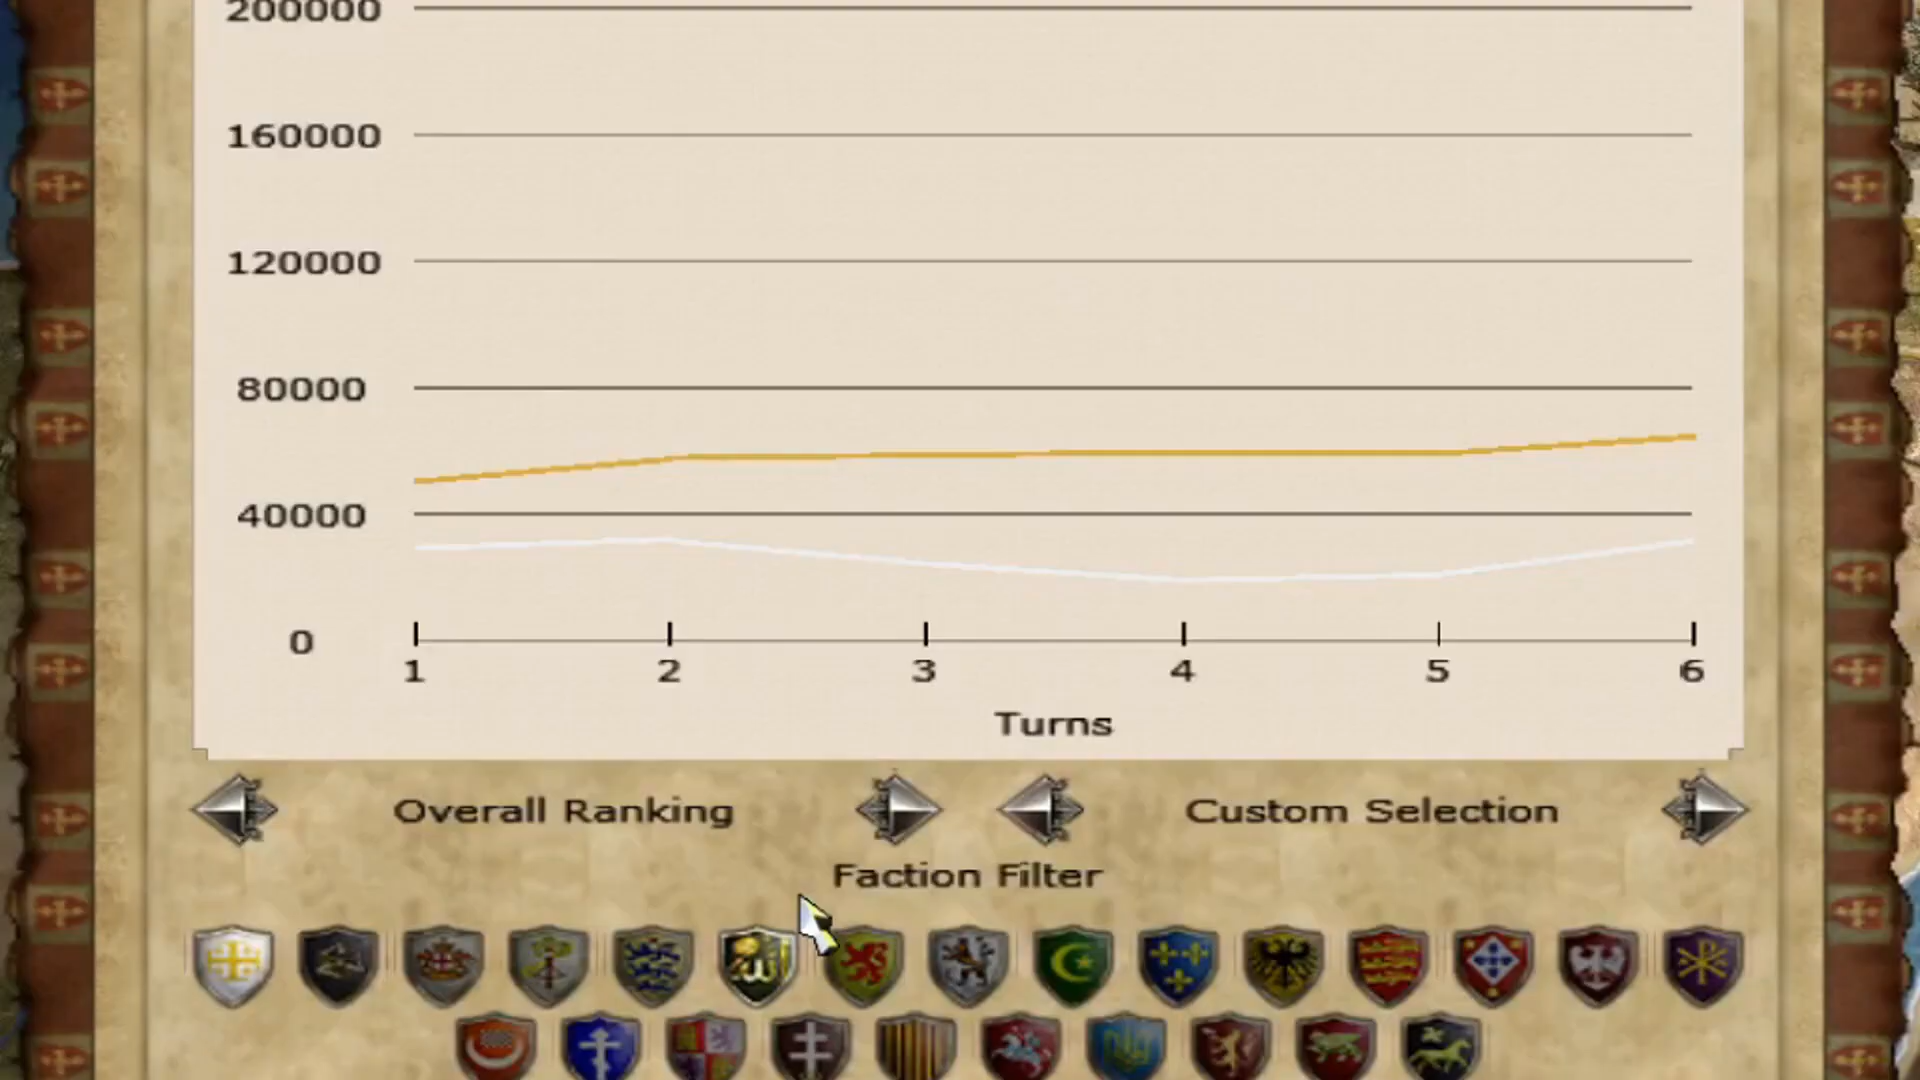 200000
160000
120000
80000
40000
0
1 2 3 4 5 6
Turns
Overall Ranking Custom Selection
Faction Filter